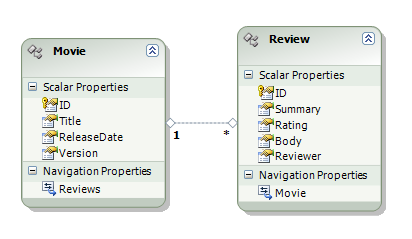 Movie
Scalar Properties
ID
Title
ReleaseDate
Version
Navigation Properties
Reviews
1
*
Review
Scalar Properties
ID
Summary
Rating
Body
Reviewer
Navigation Properties
Movie